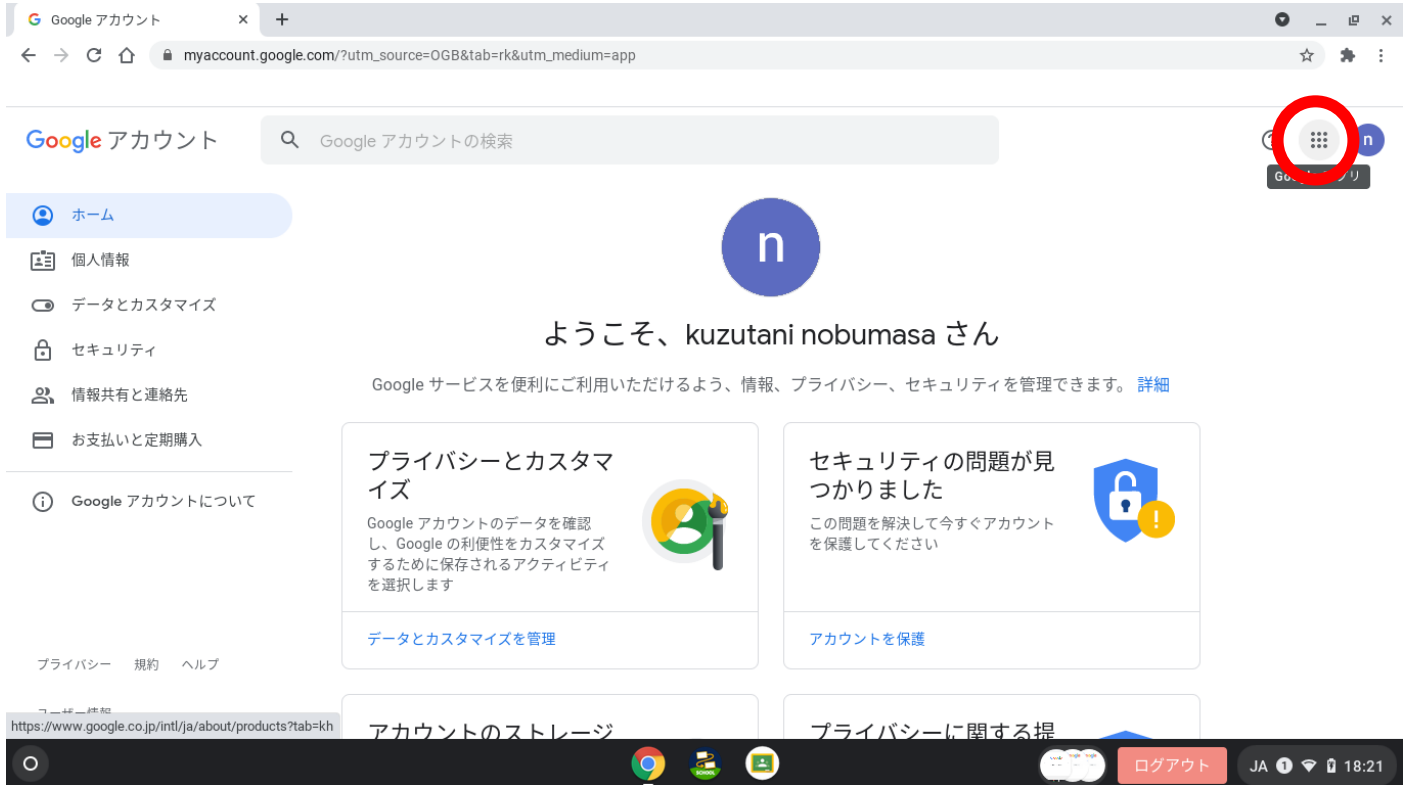 Google アカウント
myaccount.google.com/?utm_source=OGB&tab=rk&utm_medium=app
Google アカウント
Google アカウントの検索
n
ホーム
n
個人情報
データとカスタマイズ
ようこそ、kuzutani nobumasa さん
セキュリティ
Google サービスを便利にご利用いただけるよう、情報、プライバシー、セキュリティを管理できます。 詳細
情報共有と連絡先
お支払いと定期購入
Google アカウントについて
プライバシーとカスタマ
イズ
Google アカウントのデータを確認
し、Google の利便性をカスタマイズ
するために保存されるアクティビティ
を選択します
データとカスタマイズを管理
セキュリティの問題が見
つかりました
この問題を解決して今すぐアカウント
を保護してください
アカウントを保護
プライバシー 規約 ヘルプ
https://www.google.co.jp/intl/ja/about/products?tab=kh
アカウントのストレージ
プライバシーに関する提
SCHOOL
ログアウト
JA 1 18:21